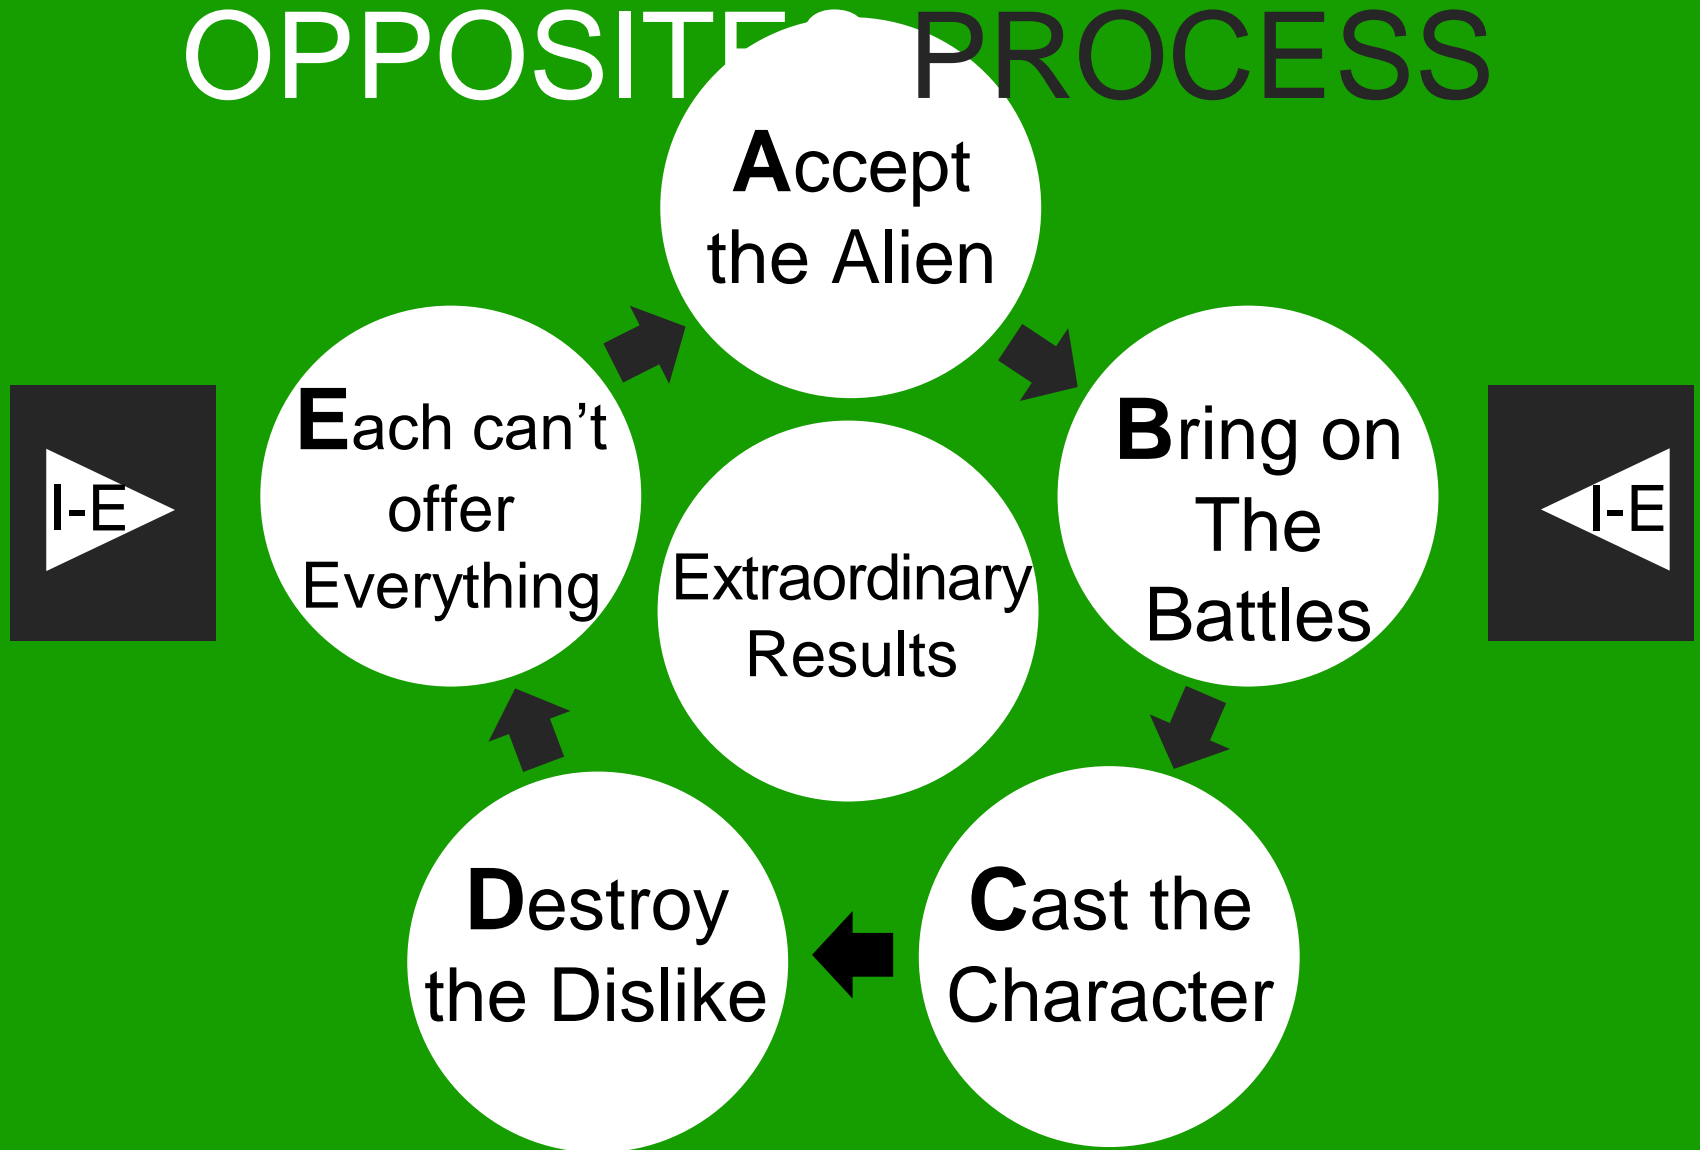 OPPOSITES PROCESS
Accept
the Alien
Bring on
The
Battles
Cast the
Character
Destroy
the Dislike
Each can’t
offer
Everything
Extraordinary
Results
I-E
I-E